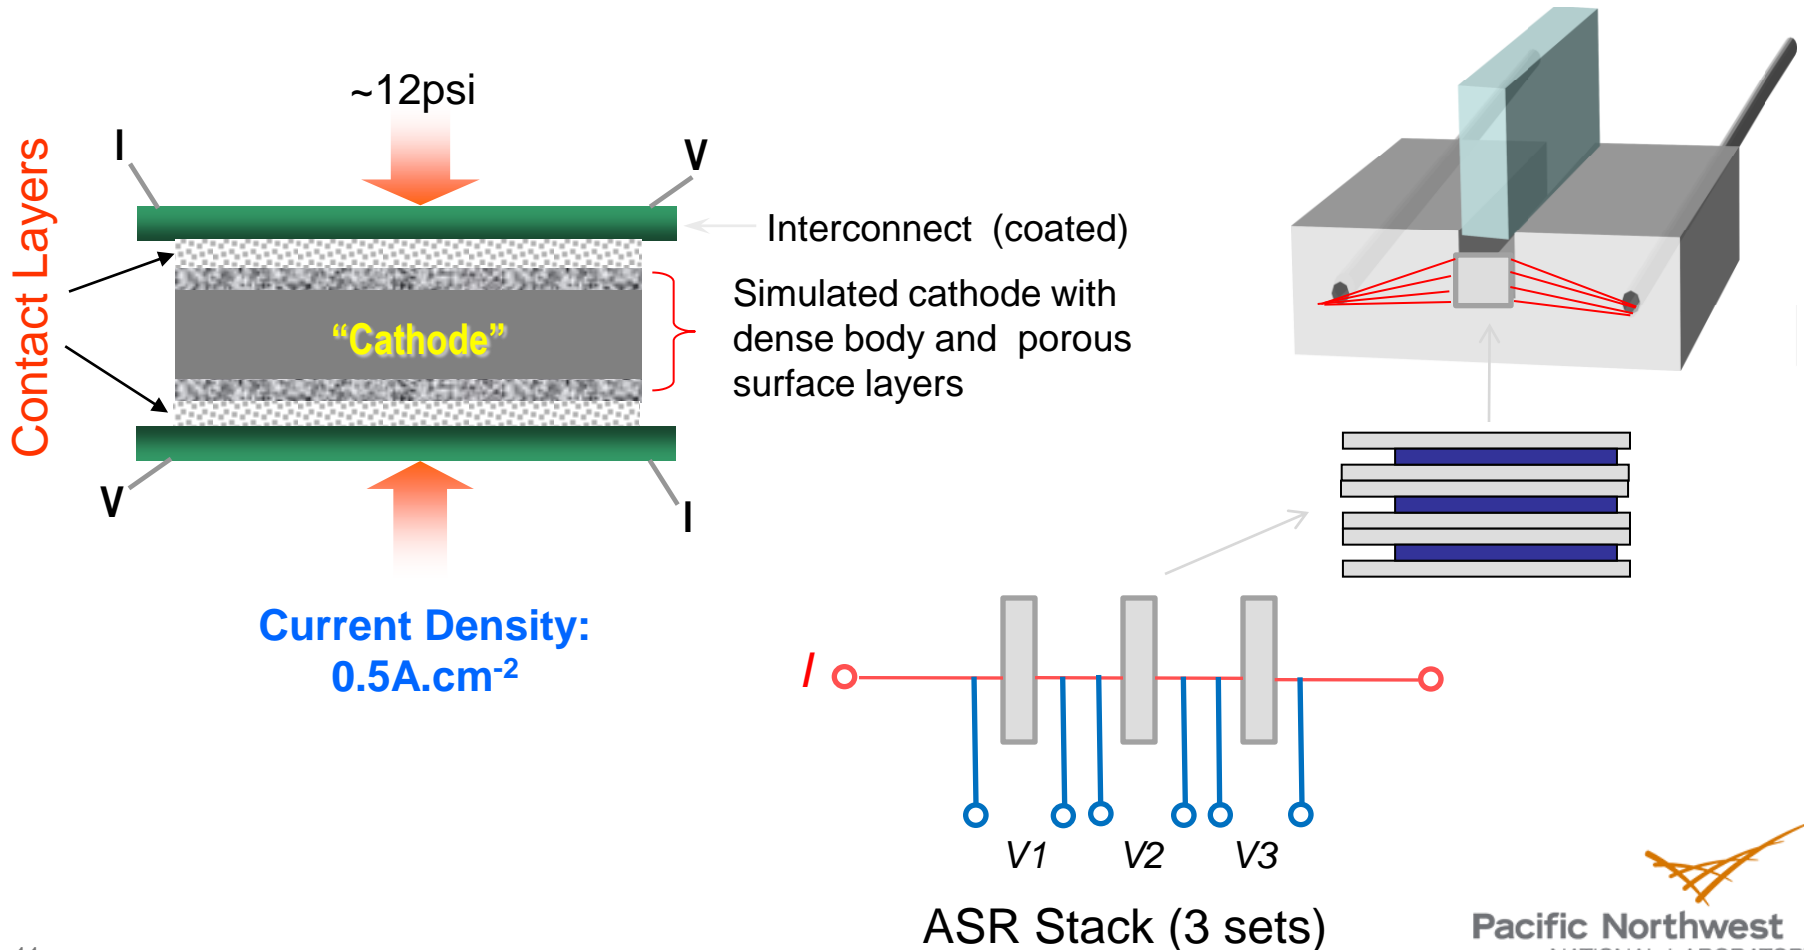 ~12psi
I
V
Contact Layers
Interconnect (coated)
Simulated cathode with
dense body and porous
surface layers
"Cathode"
V
I
Current Density:
0.5A.cm-2
I
V1
V2
V3
ASR Stack (3 sets)
Pacific Northwest